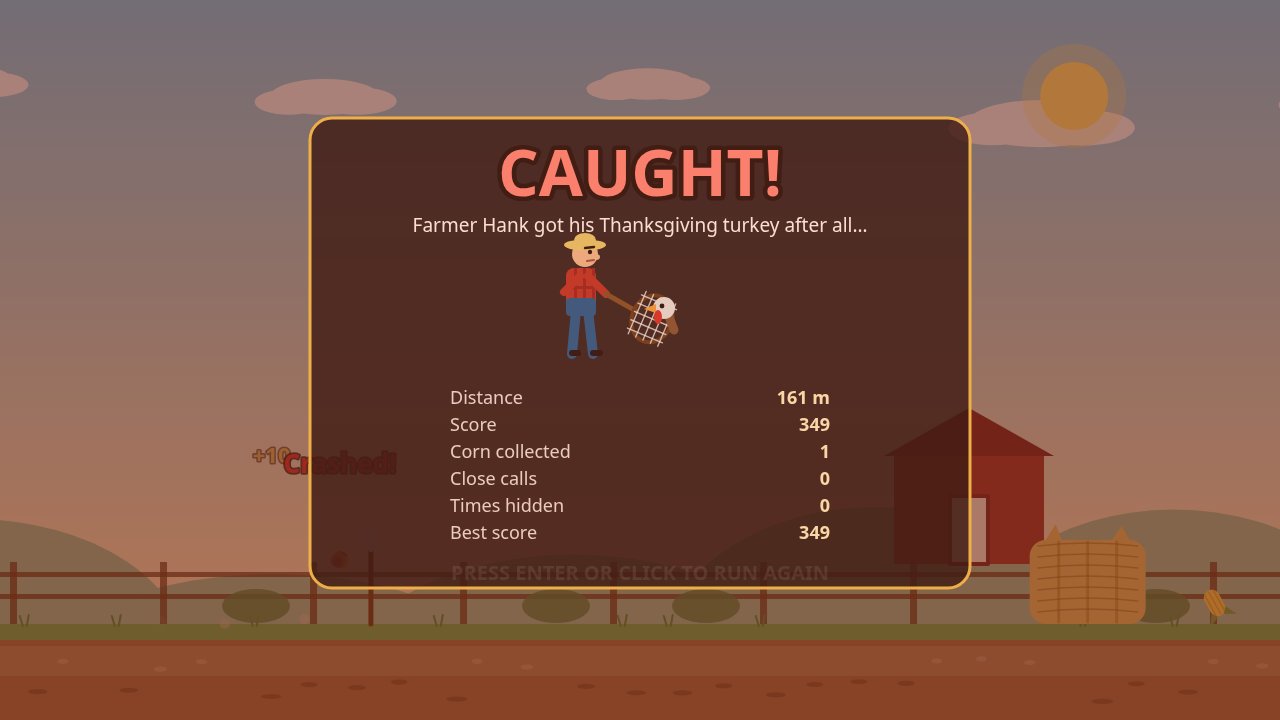 CAUGHT!
Farmer Hank got his Thanksgiving turkey after all...
Distance 161 m
Score 349
Corn collected 1
+10
Crashed!
Close calls 0
Times hidden 0
Best score 349
PRESS ENTER OR CLICK TO RUN AGAIN